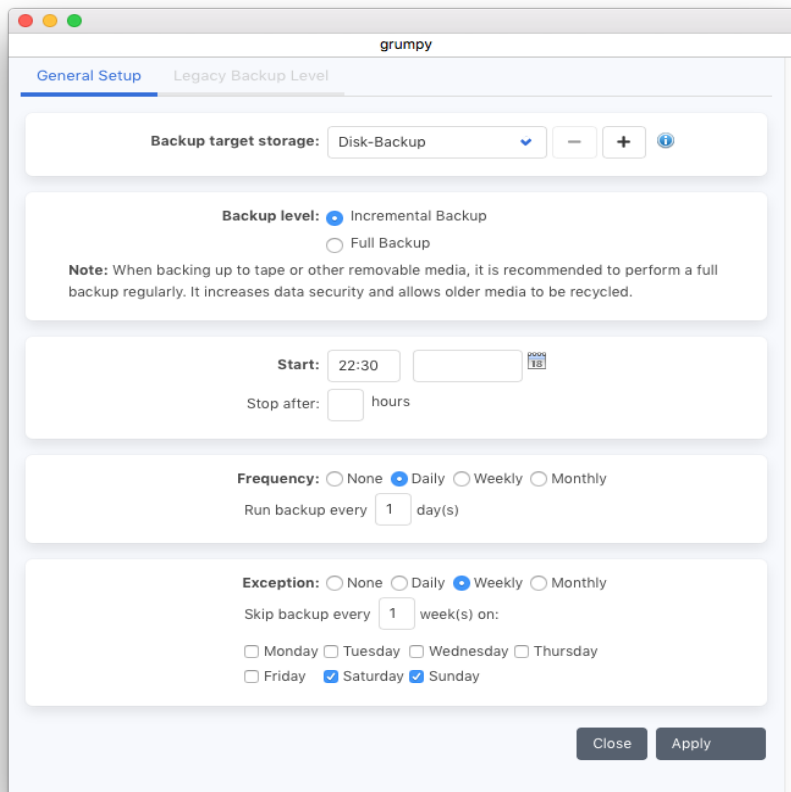 grumpy
General Setup Legacy Backup Level
Backup target storage: Disk-Backup − +
Backup level: Incremental Backup
Full Backup
Note: When backing up to tape or other removable media, it is recommended to perform a full
backup regularly. It increases data security and allows older media to be recycled.
Start: 22:30 18
Stop after: hours
Frequency: None Daily Weekly Monthly
Run backup every 1 day(s)
Exception: None Daily Weekly Monthly
Skip backup every 1 week(s) on:
Monday Tuesday Wednesday Thursday
Friday Saturday Sunday
Close Apply